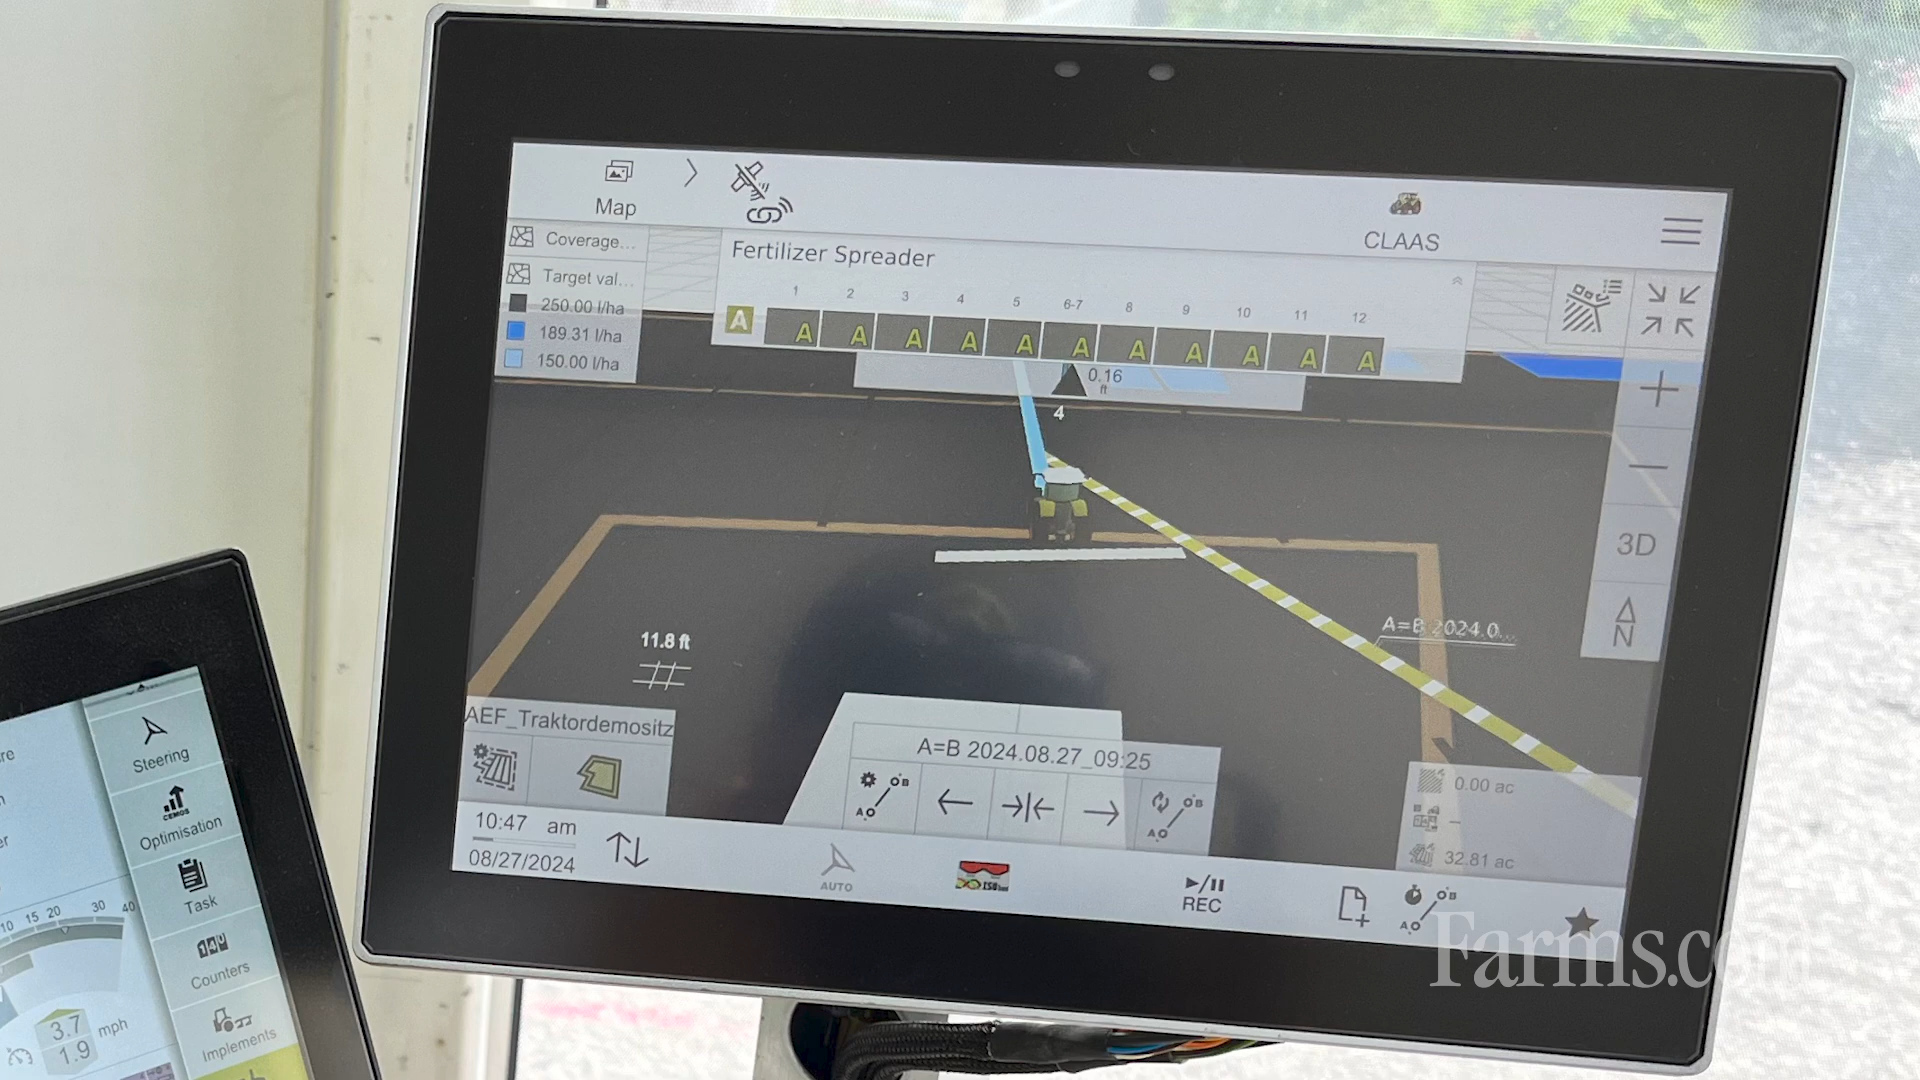 Map
CLAAS
Coverage...
Target val...
250.00 l/ha
189.31 l/ha
150.00 l/ha
Fertilizer Spreader
1 2 3 4 5 6-7 8 9 10 11 12
A A A A A A A A A A A A
0.16
ft
4
3D
N
A=B 2024.0...
11.8 ft
AEF_Traktordemositz
A=B 2024.08.27_09:25
A B
A B
0.00 ac
–
32.81 ac
10:47 am
08/27/2024
AUTO
ISO
REC
A B
Farms.com
Steering
CEMOS
Optimisation
Task
Counters
Implements
10 15 20 30 40
3.7 mph
1.9